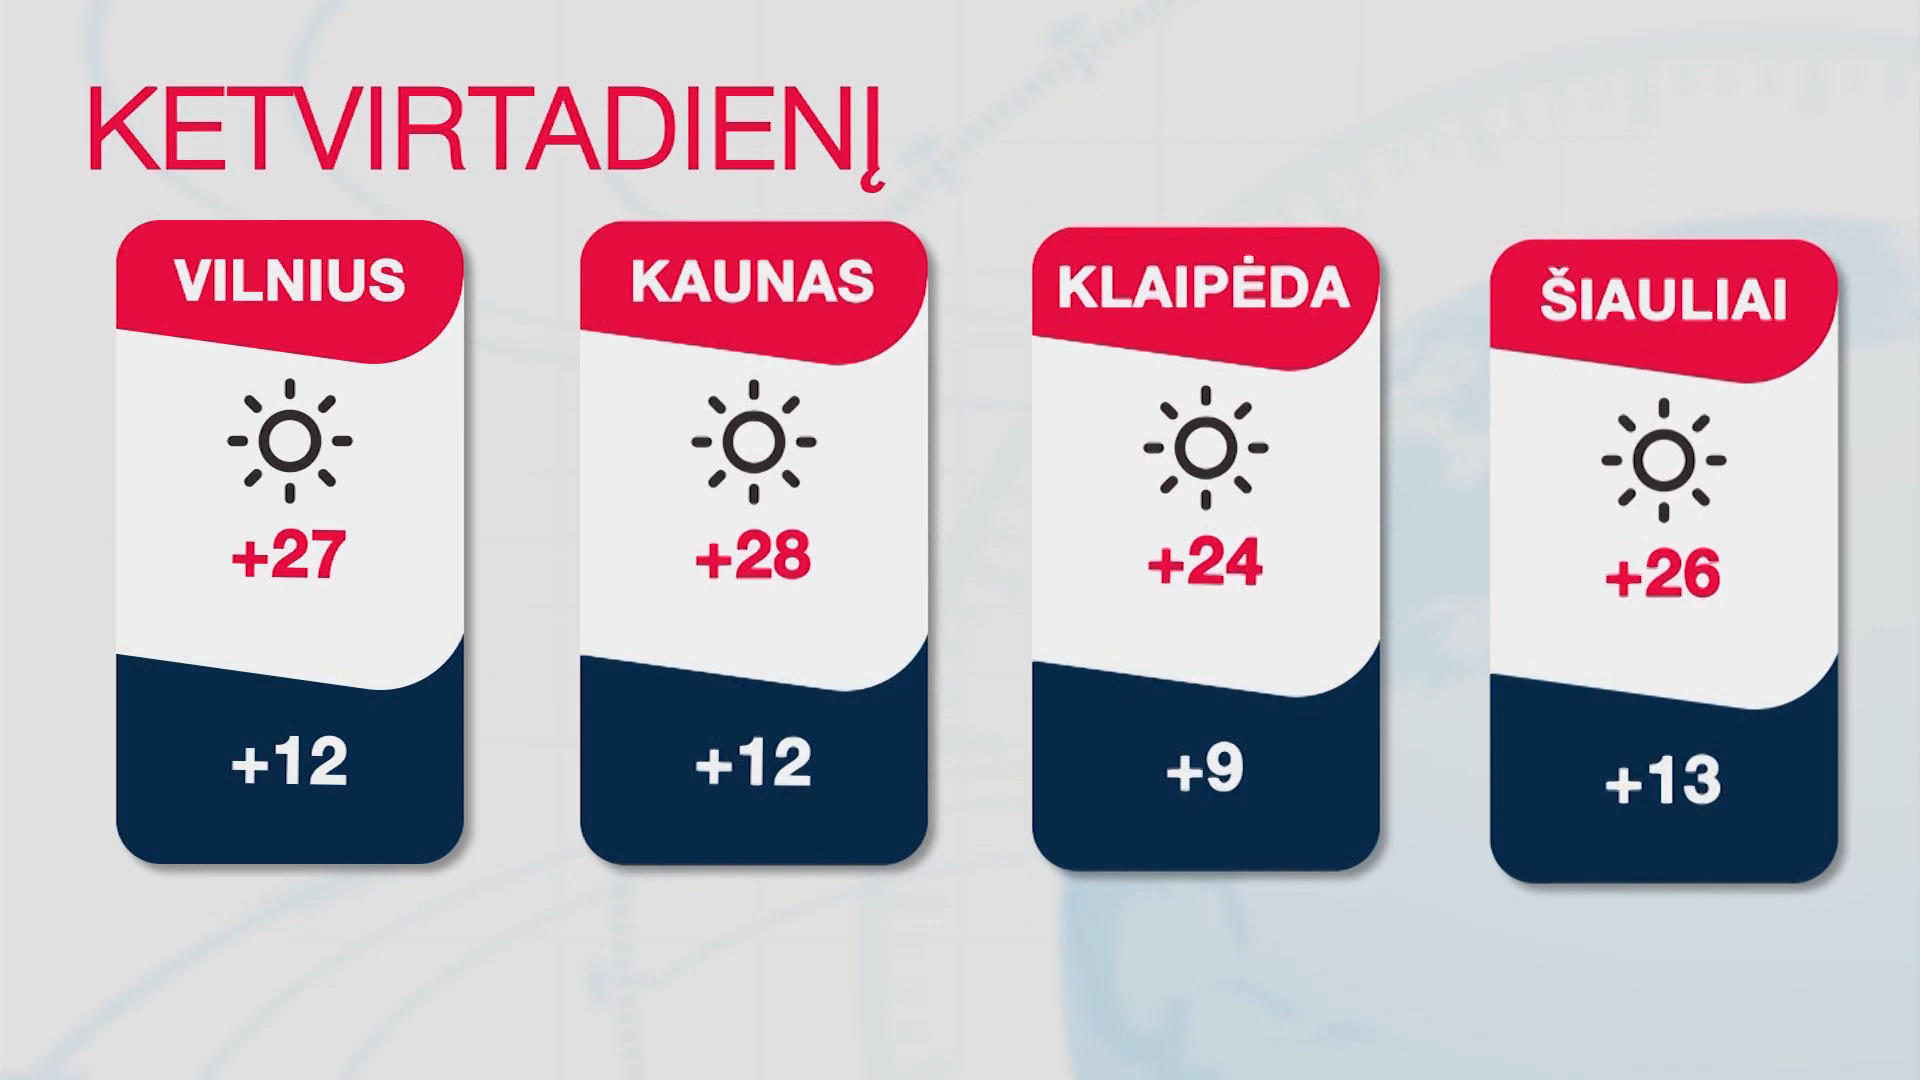 KETVIRTADIENĮ
VILNIUS
+27
+12
KAUNAS
+28
+12
KLAIPĖDA
+24
+9
ŠIAULIAI
+26
+13